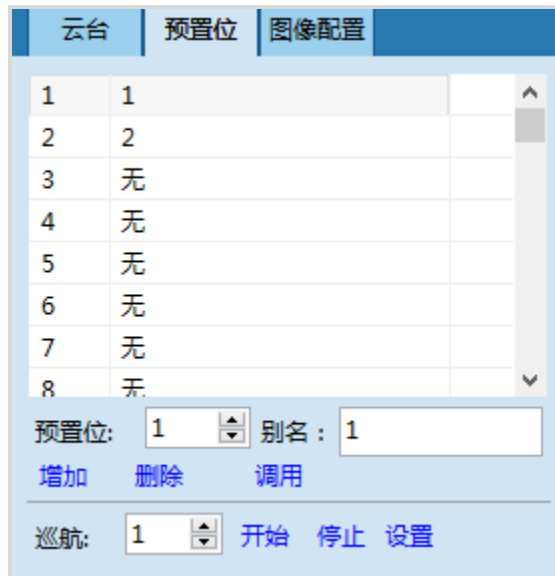 云台 预置位 图像配置
1 1
2 2
3 无
4 无
5 无
6 无
7 无
8 无
预置位: 1 别名： 1
增加 删除 调用
巡航: 1 开始 停止 设置